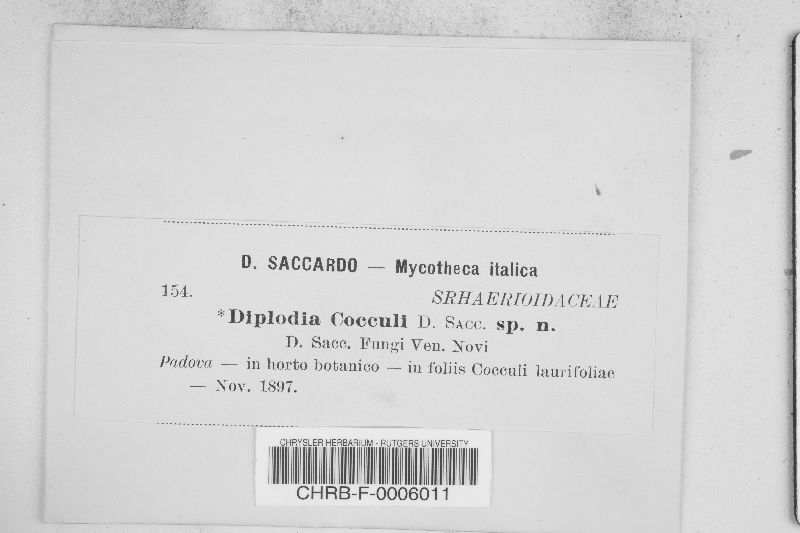 D. SACCARDO — Mycotheca italica
154.
SRHAERIOIDACEAE
*Diplodia Cocculi D. Sacc. sp. n.
D. Sacc. Fungi Ven. Novi
Padova — in horto botanico — in foliis Cocculi laurifoliae
— Nov. 1897.
CHRYSLER HERBARIUM - RUTGERS UNIVERSITY
CHRB-F-0006011